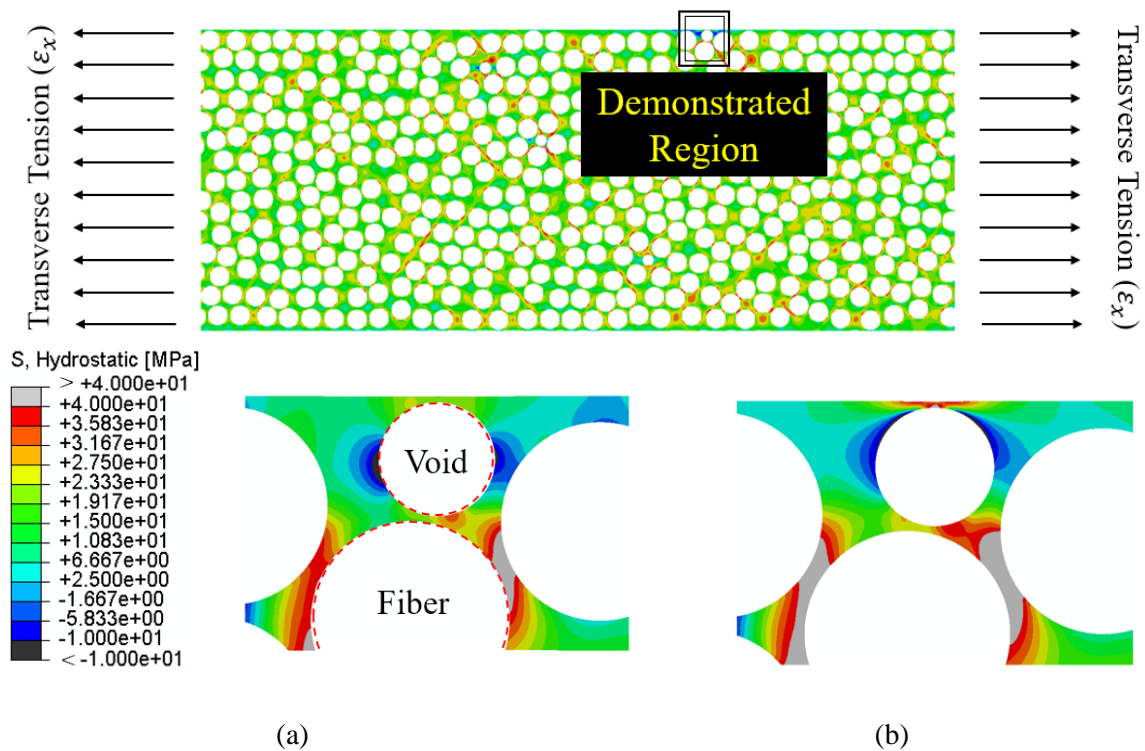 Transverse Tension (εₓ)
Demonstrated
Region
Transverse Tension (εₓ)
S, Hydrostatic [MPa]
> +4.000e+01
+4.000e+01
+3.583e+01
+3.167e+01
+2.750e+01
+2.333e+01
+1.917e+01
+1.500e+01
+1.083e+01
+6.667e+00
+2.500e+00
-1.667e+00
-5.833e+00
-1.000e+01
< -1.000e+01
Void
Fiber
(a)
(b)